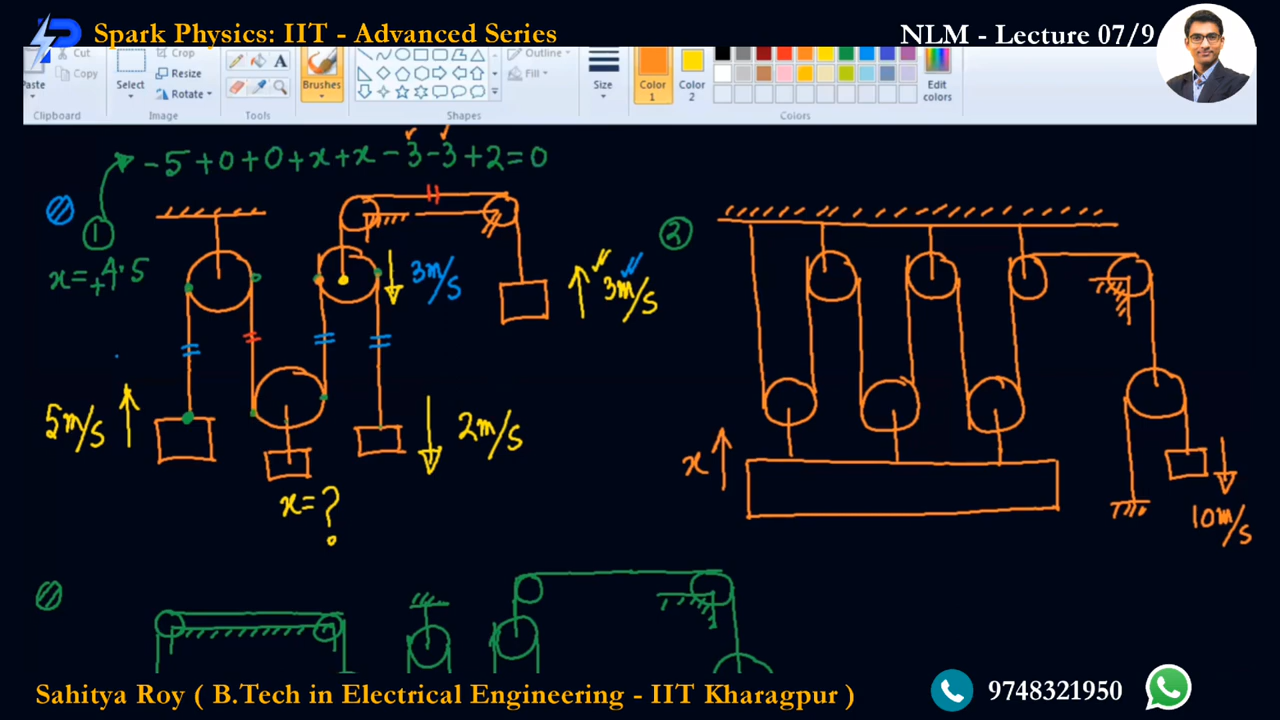 Spark Physics: IIT - Advanced Series
NLM - Lecture 07/9
Paste
Cut
Copy
Clipboard
Select
Crop
Resize
Rotate
Image
Tools
Brushes
Shapes
Outline
Fill
Size
Color
1
Color
2
Edit
colors
Colors
-5+0+0+x+x-3-3+2=0
1
x=+4.5
3m/s
3m/s
5m/s
2m/s
x=?
2
x
10m/s
Sahitya Roy ( B.Tech in Electrical Engineering - IIT Kharagpur )
9748321950